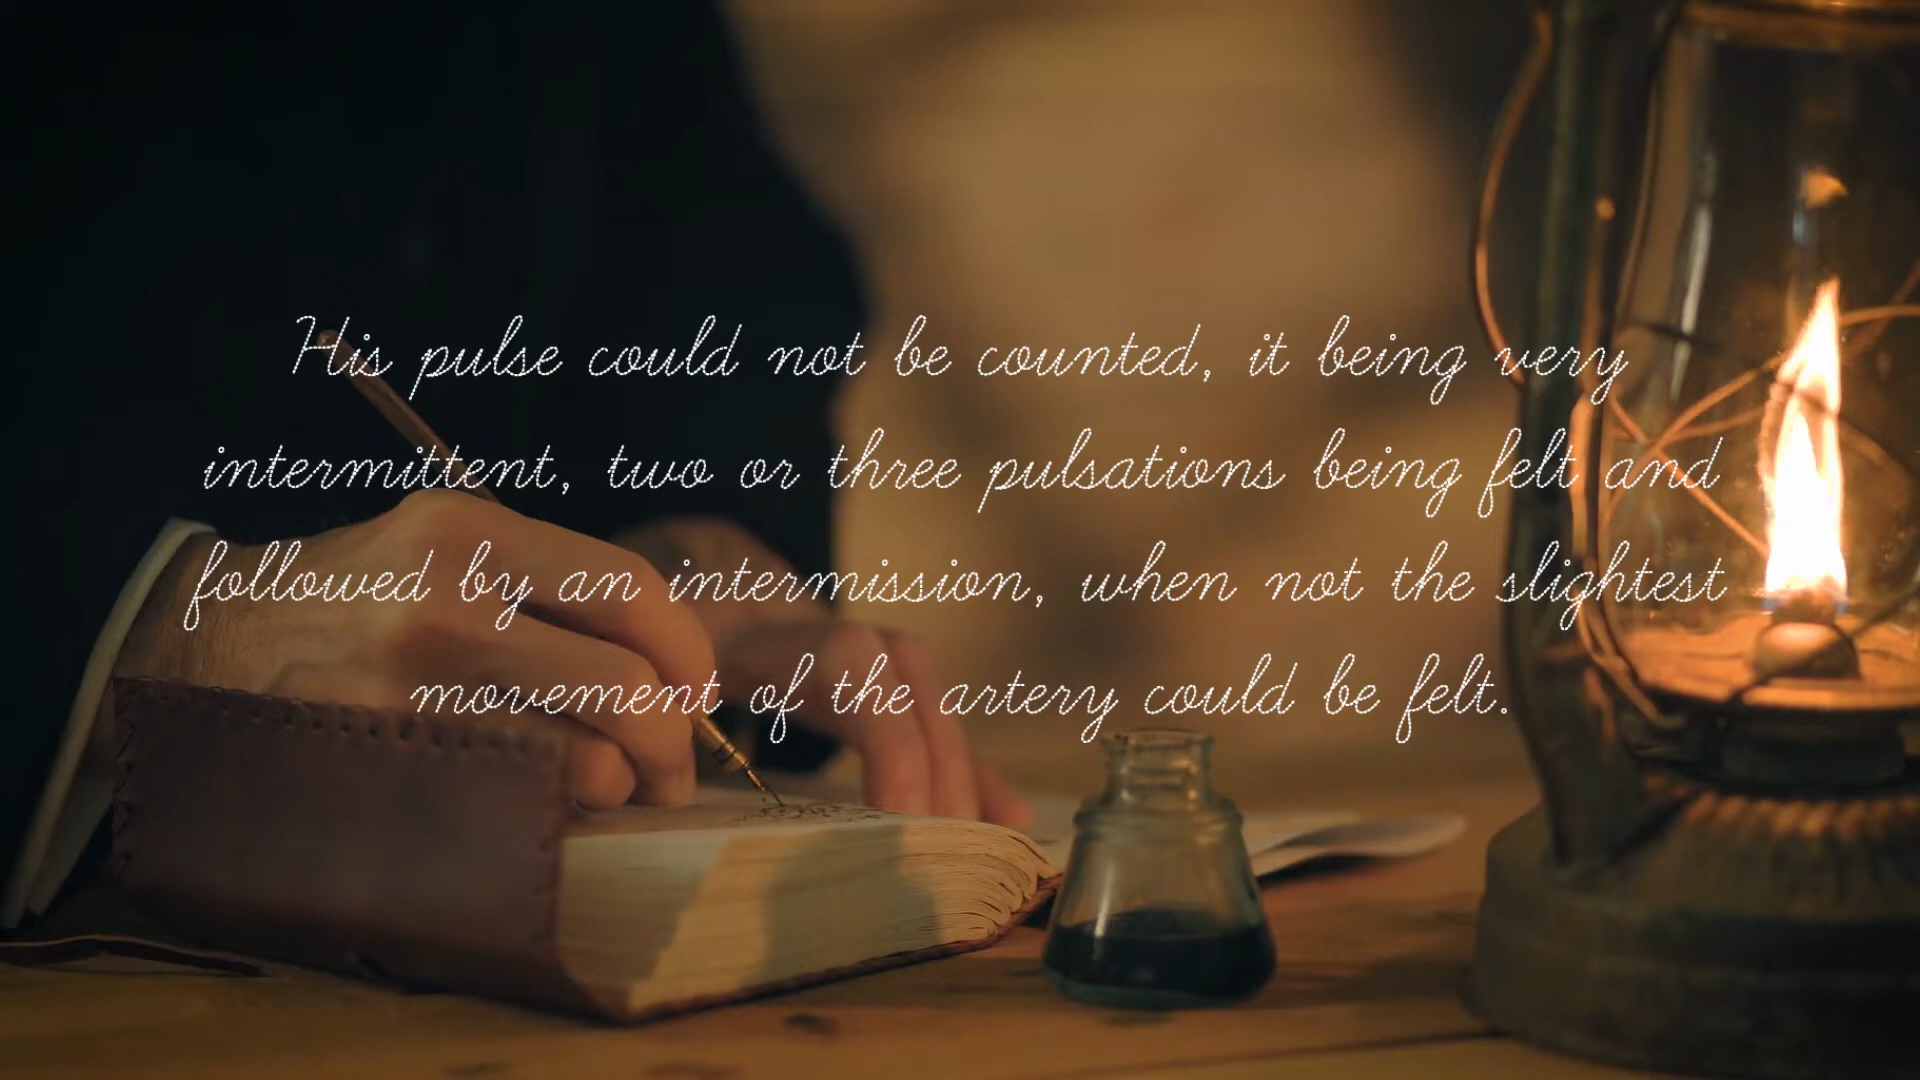 His pulse could not be counted, it being very
intermittent, two or three pulsations being felt and
followed by an intermission, when not the slightest
movement of the artery could be felt.